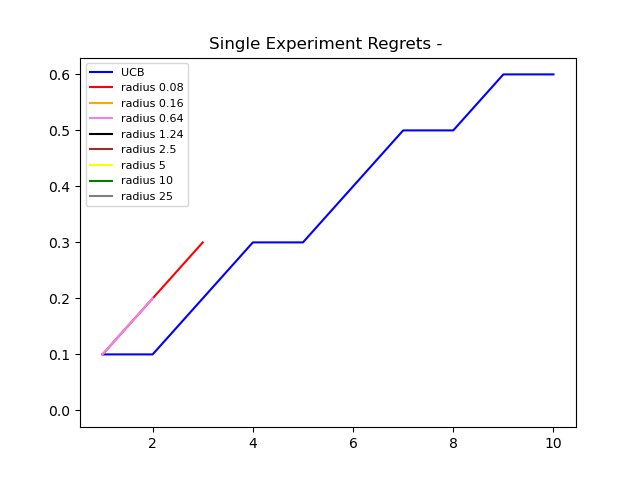 Single Experiment Regrets -
UCB
radius 0.08
radius 0.16
radius 0.64
radius 1.24
radius 2.5
radius 5
radius 10
radius 25
0.6
0.5
0.4
0.3
0.2
0.1
0.0
2 4 6 8 10